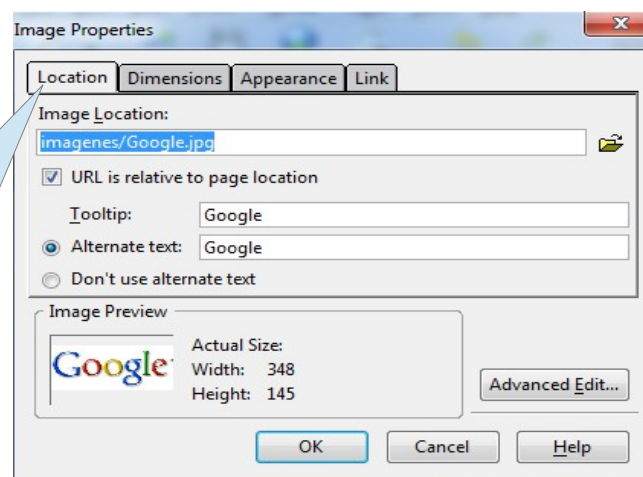 Image Properties
Location Dimensions Appearance Link
Image Location:
imagenes/Google.jpg
URL is relative to page location
Tooltip: Google
Alternate text: Google
Don't use alternate text
Image Preview
Google
Actual Size:
Width: 348
Height: 145
Advanced Edit...
OK Cancel Help